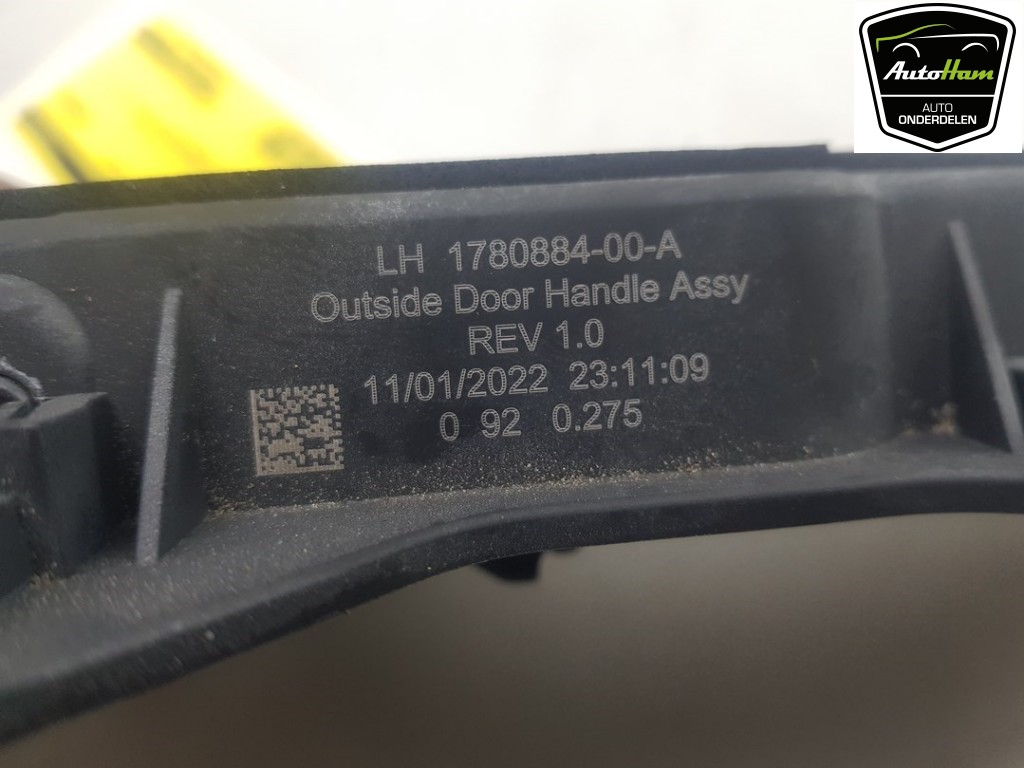 AutoHam
AUTO
ONDERDELEN
LH 1780884-00-A
Outside Door Handle Assy
REV 1.0
11/01/2022 23:11:09
0 92 0.275